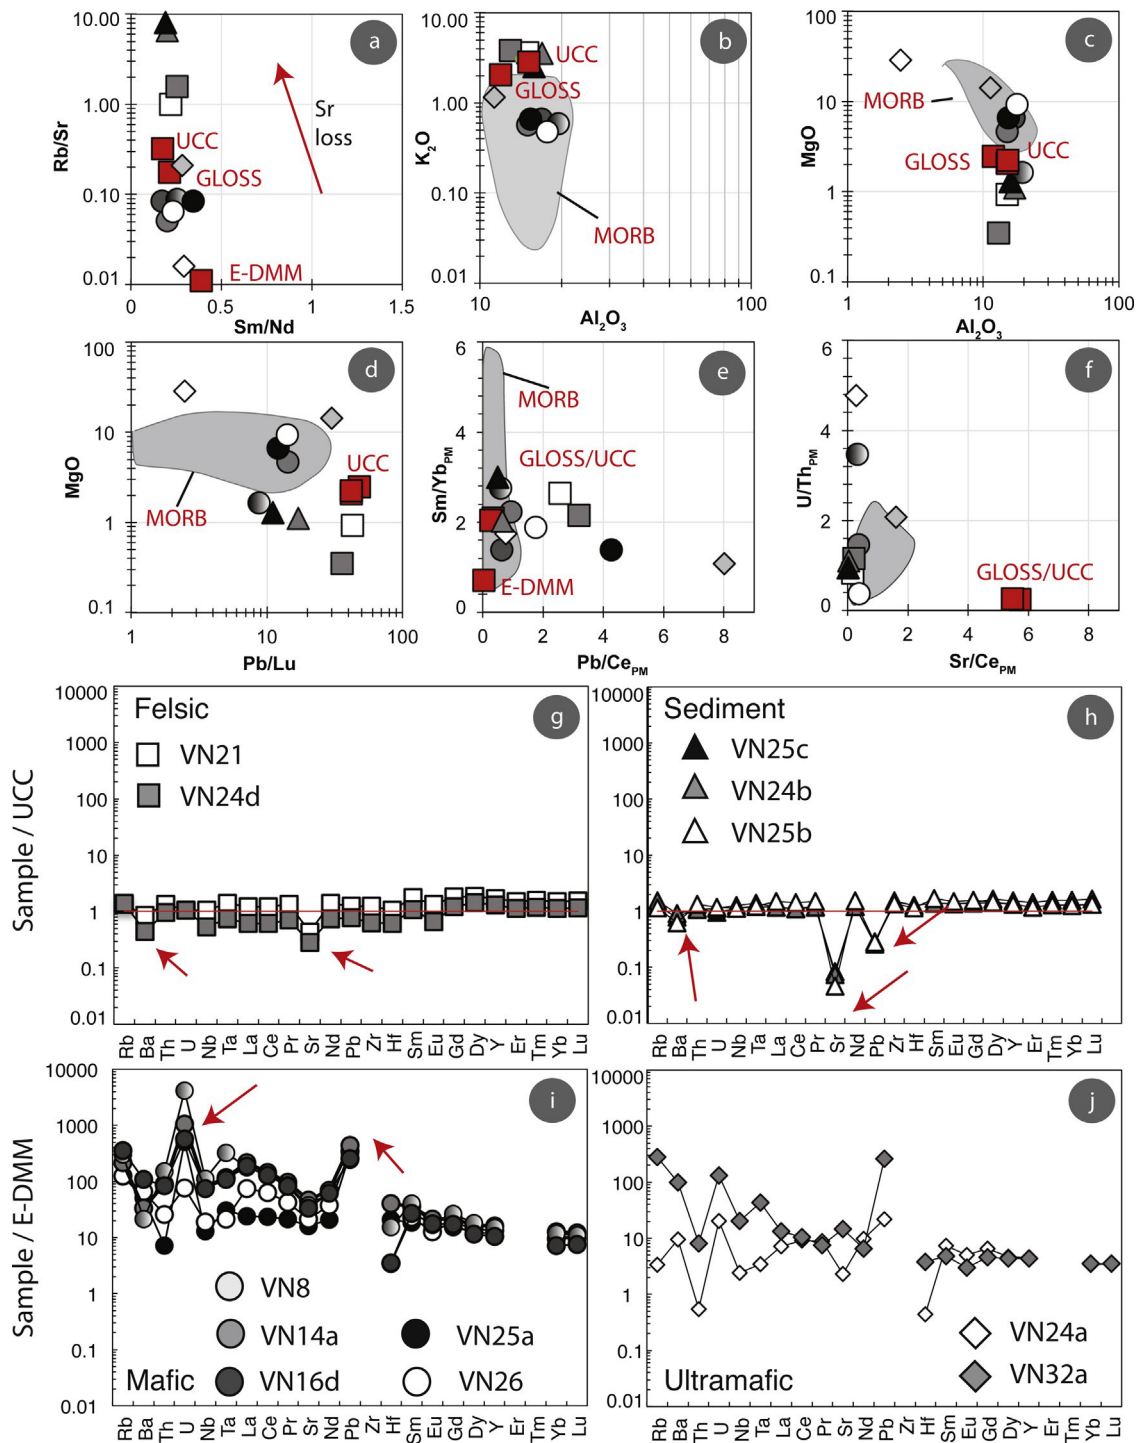 10.00
1.00
0.10
0.01
0
0.5
1
1.5
Rb/Sr
Sm/Nd
a
UCC
GLOSS
E-DMM
Sr
loss
10.00
1.00
0.10
0.01
10
100
K₂O
Al₂O₃
b
UCC
GLOSS
MORB
100
10
1
0.1
1
10
100
MgO
Al₂O₃
c
MORB
GLOSS
UCC
100
10
1
0.1
1
10
100
MgO
Pb/Lu
d
MORB
UCC
6
4
2
0
0
2
4
6
8
Sm/Yb_PM
Pb/Ce_PM
e
MORB
GLOSS/UCC
E-DMM
6
4
2
0
0
2
4
6
8
U/Th_PM
Sr/Ce_PM
f
GLOSS/UCC
Sample / UCC
10000
1000
100
10
1
0.1
0.01
Felsic
g
VN21
VN24d
Rb Ba Th U Nb Ta La Ce Pr Sr Nd Pb Zr Hf Sm Eu Gd Dy Y Er Tm Yb Lu
10000
1000
100
10
1
0.1
0.01
Sediment
h
VN25c
VN24b
VN25b
Rb Ba Th U Nb Ta La Ce Pr Sr Nd Pb Zr Hf Sm Eu Gd Dy Y Er Tm Yb Lu
Sample / E-DMM
10000
1000
100
10
1
0.1
0.01
i
VN8
VN14a
VN25a
VN16d
VN26
Mafic
Rb Ba Th U Nb Ta La Ce Pr Sr Nd Pb Zr Hf Sm Eu Gd Dy Y Er Tm Yb Lu
10000
1000
100
10
1
0.1
0.01
j
VN24a
VN32a
Ultramafic
Rb Ba Th U Nb Ta La Ce Pr Sr Nd Pb Zr Hf Sm Eu Gd Dy Y Er Tm Yb Lu